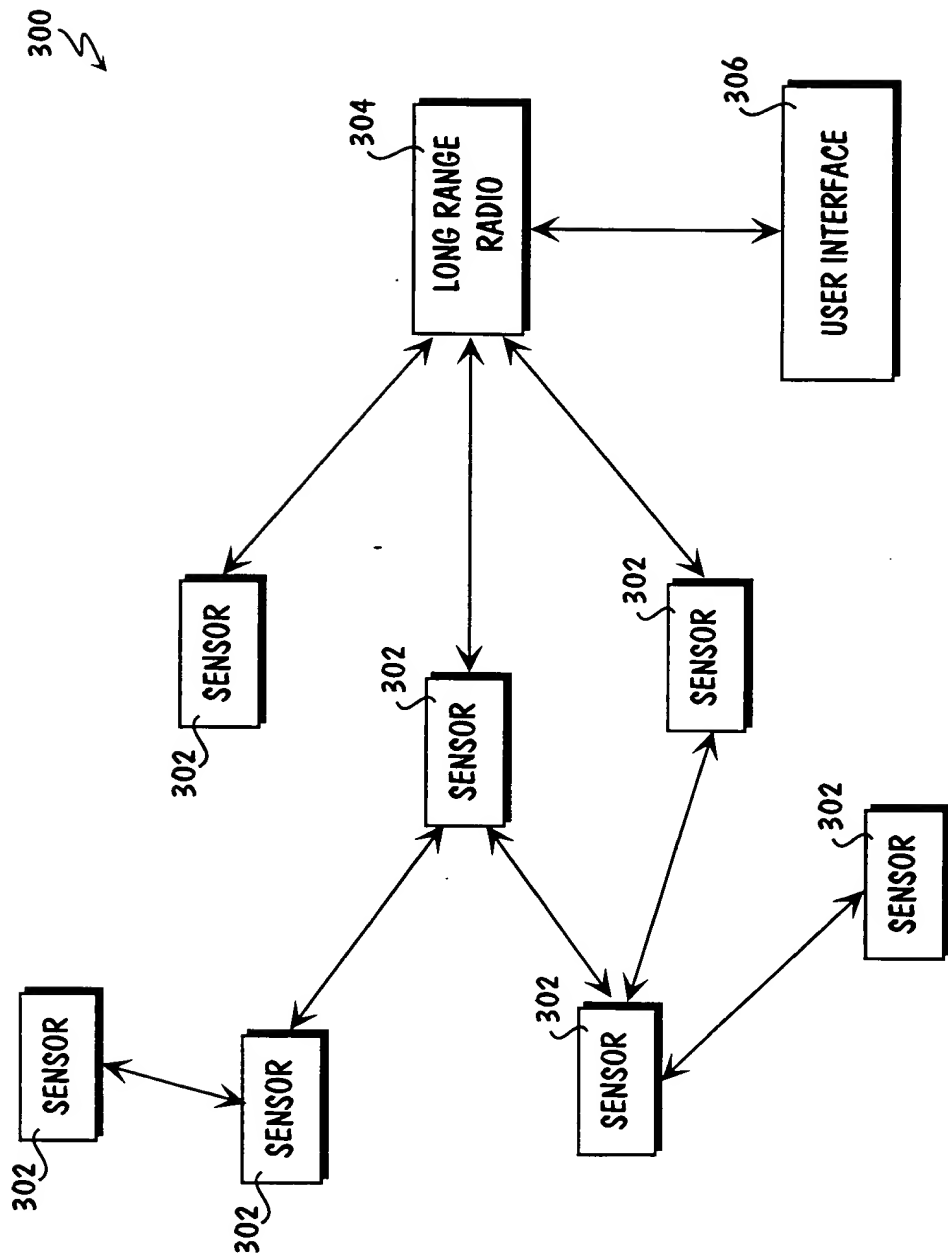 300
302
SENSOR
302
SENSOR
302
SENSOR
304
LONG RANGE
RADIO
302
SENSOR
302
SENSOR
302
SENSOR
306
USER INTERFACE
302
SENSOR